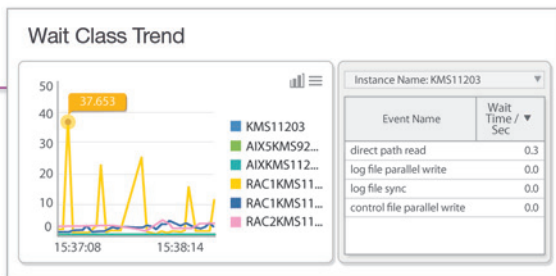 Wait Class Trend
50
40
30
20
10
0
37.653
15:37:08
15:38:14
KMS11203
AIX5KMS92...
AIXKMS112...
RAC1KMS11...
RAC1KMS11...
RAC2KMS11...
Instance Name: KMS11203
Event Name
Wait
Time /
Sec
direct path read 0.3
log file parallel write 0.0
log file sync 0.0
control file parallel write 0.0